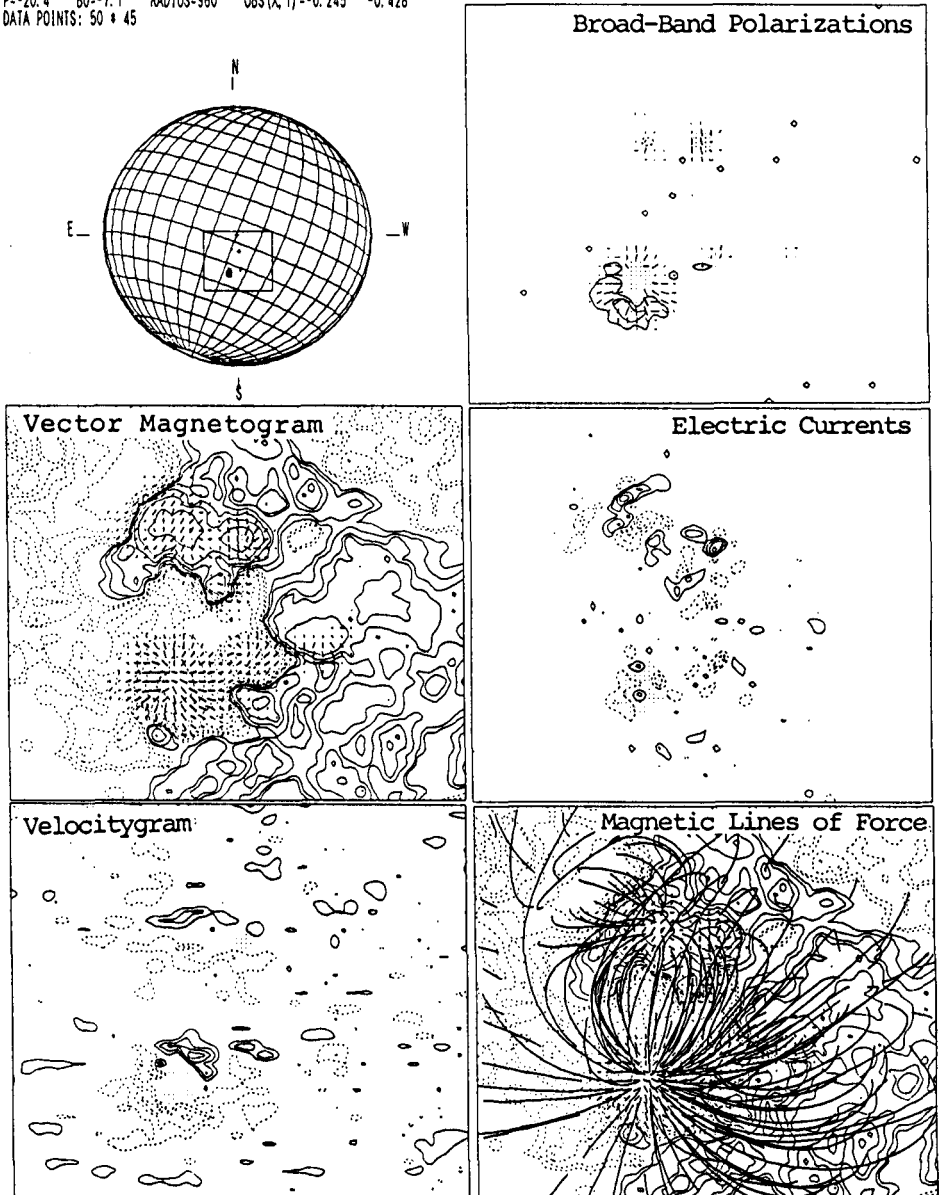 DATA POINTS: 50 * 45
N
E
W
S
Broad-Band Polarizations
Vector Magnetogram
Electric Currents
Velocitygram
Magnetic Lines of Force